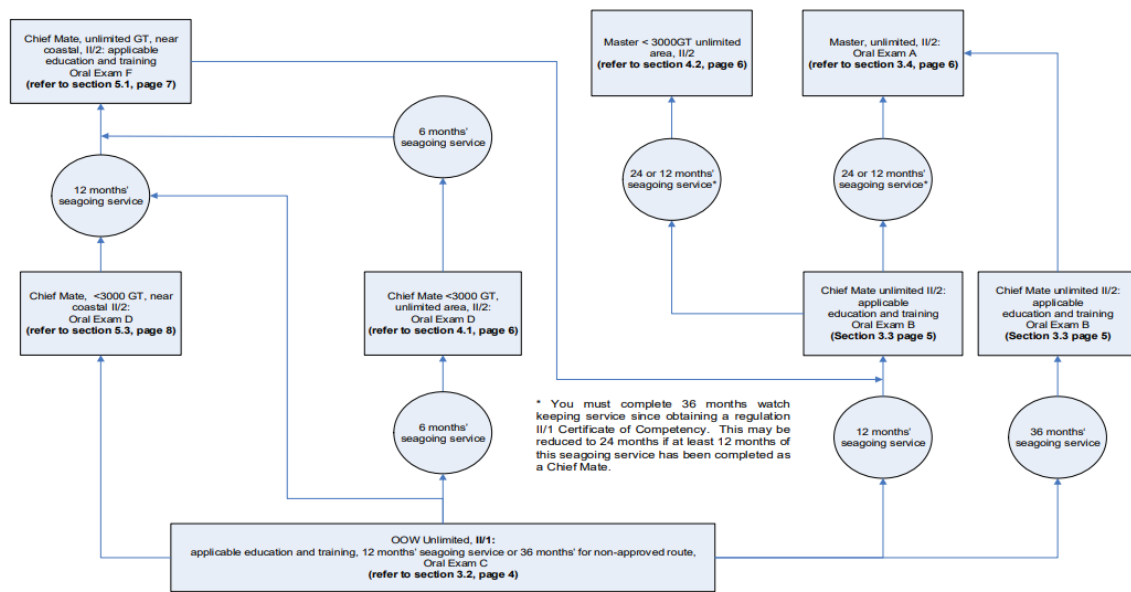 Chief Mate, unlimited GT, near
coastal, II/2: applicable
education and training
Oral Exam F
(refer to section 5.1, page 7)
Master < 3000GT unlimited
area, II/2
(refer to section 4.2, page 6)
Master, unlimited, II/2:
Oral Exam A
(refer to section 3.4, page 6)
6 months'
seagoing service
12 months'
seagoing service
24 or 12 months'
seagoing service*
24 or 12 months'
seagoing service*
Chief Mate, <3000 GT, near
coastal II/2:
Oral Exam D
(refer to section 5.3, page 8)
Chief Mate <3000 GT,
unlimited area, II/2:
Oral Exam D
(refer to section 4.1, page 6)
Chief Mate unlimited II/2:
applicable
education and training
Oral Exam B
(Section 3.3 page 5)
Chief Mate unlimited II/2:
applicable
education and training
Oral Exam B
(Section 3.3 page 5)
6 months'
seagoing service
* You must complete 36 months watch
keeping service since obtaining a regulation
II/1 Certificate of Competency. This may be
reduced to 24 months if at least 12 months of
this seagoing service has been completed as
a Chief Mate.
12 months'
seagoing service
36 months'
seagoing service
OOW Unlimited, II/1:
applicable education and training, 12 months' seagoing service or 36 months' for non-approved route,
Oral Exam C
(refer to section 3.2, page 4)